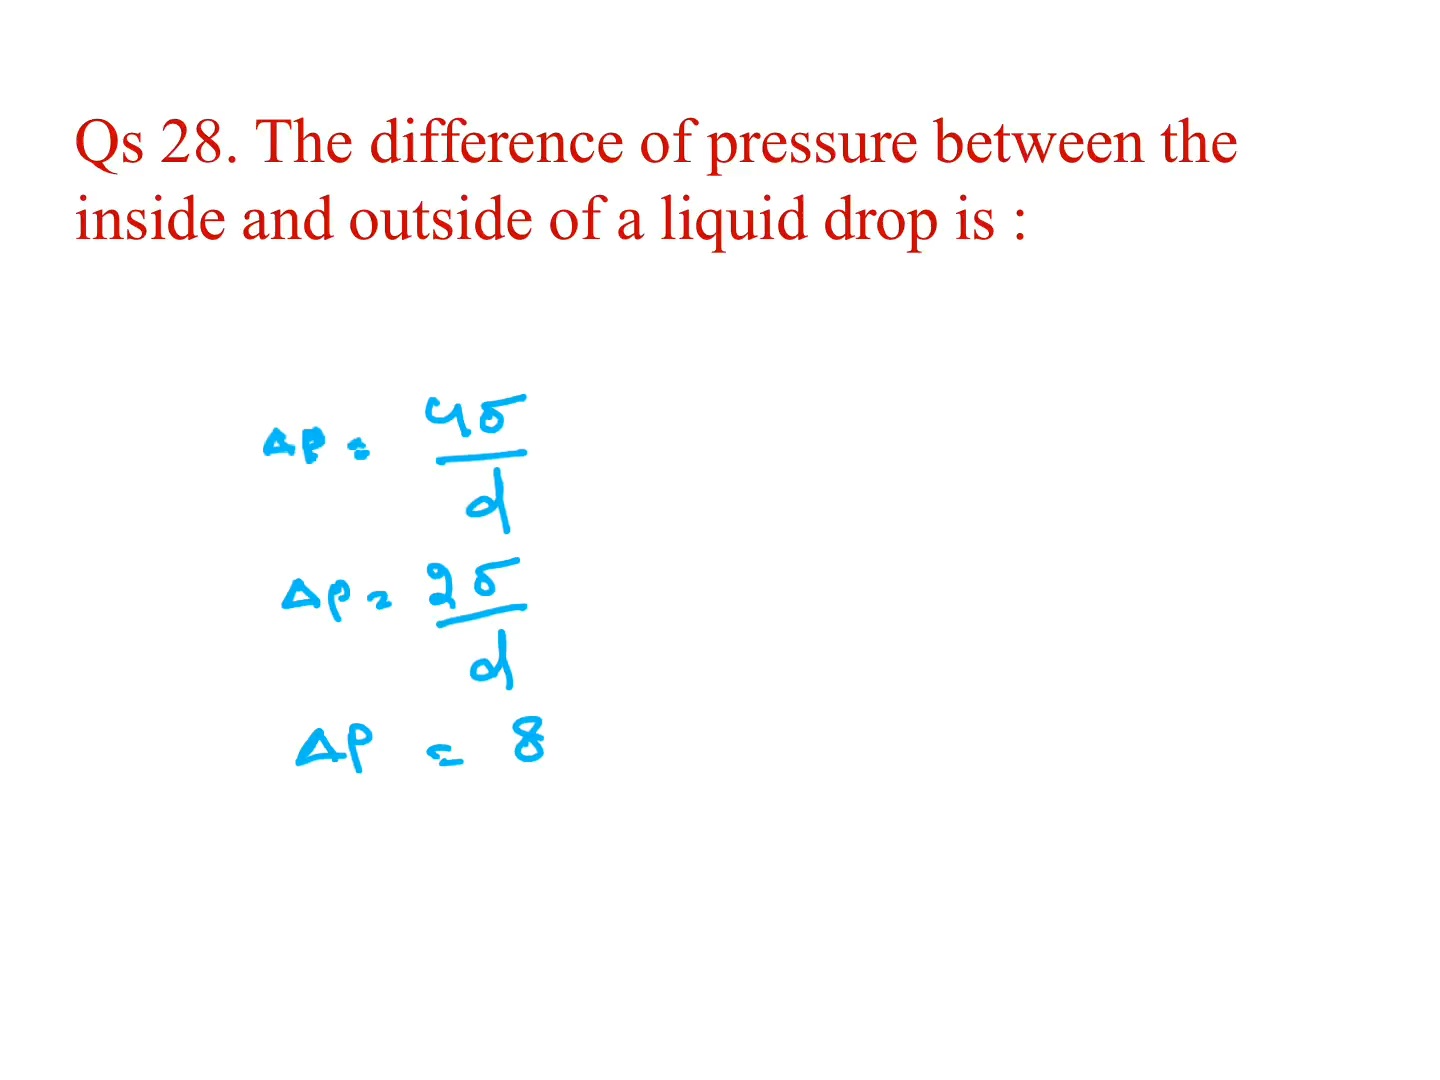 Qs 28. The difference of pressure between the
inside and outside of a liquid drop is :
ΔP = 4σ/d
ΔP = 2σ/d
ΔP = 8